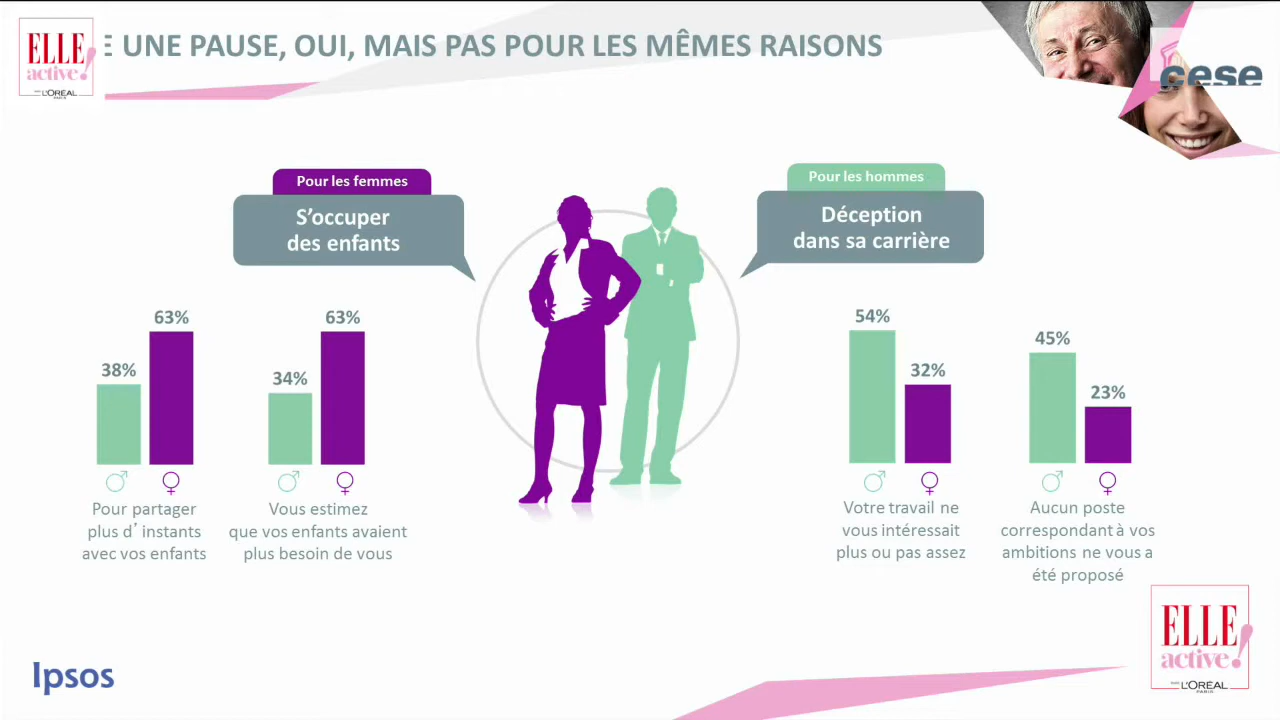 ELLE
active!
AVEC L'ORÉAL
PARIS
E UNE PAUSE, OUI, MAIS PAS POUR LES MÊMES RAISONS
cese
Pour les femmes
S’occuper
des enfants
Pour les hommes
Déception
dans sa carrière
63%
38%
63%
34%
54%
32%
45%
23%
Pour partager
plus d’ instants
avec vos enfants
Vous estimez
que vos enfants avaient
plus besoin de vous
Votre travail ne
vous intéressait
plus ou pas assez
Aucun poste
correspondant à vos
ambitions ne vous a
été proposé
Ipsos
ELLE
active!
AVEC L'ORÉAL
PARIS